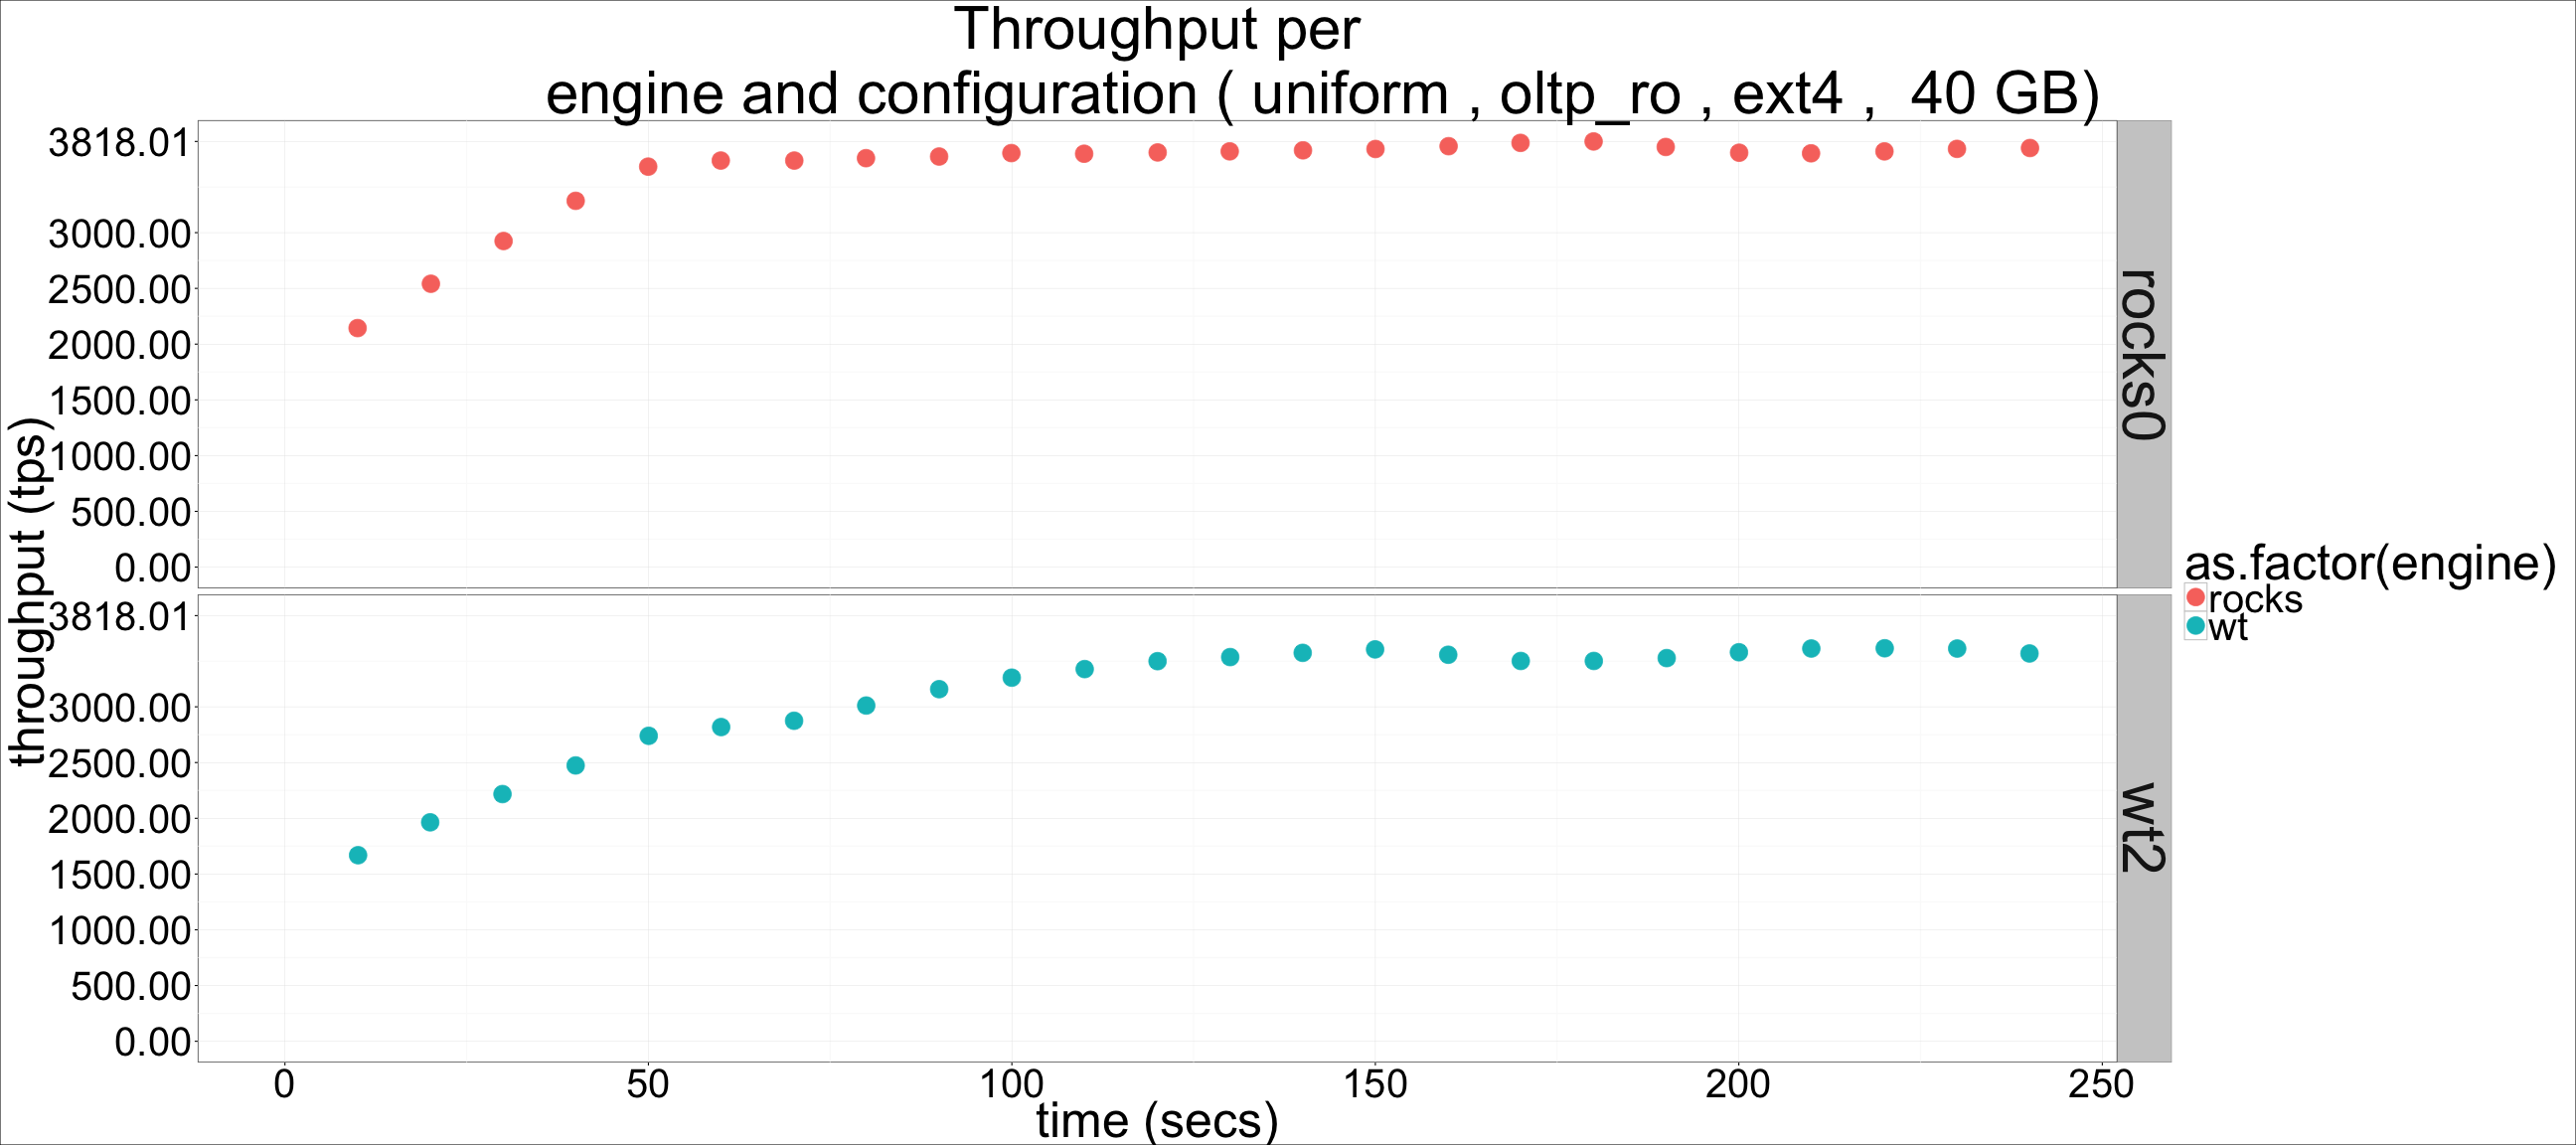 Throughput per
engine and configuration ( uniform , oltp_ro , ext4 ,  40 GB)
throughput (tps)
3818.01
3000.00
2500.00
2000.00
1500.00
1000.00
500.00
0.00
rocks0
3818.01
3000.00
2500.00
2000.00
1500.00
1000.00
500.00
0.00
wt2
0 50 100 150 200 250
time (secs)
as.factor(engine)
rocks
wt